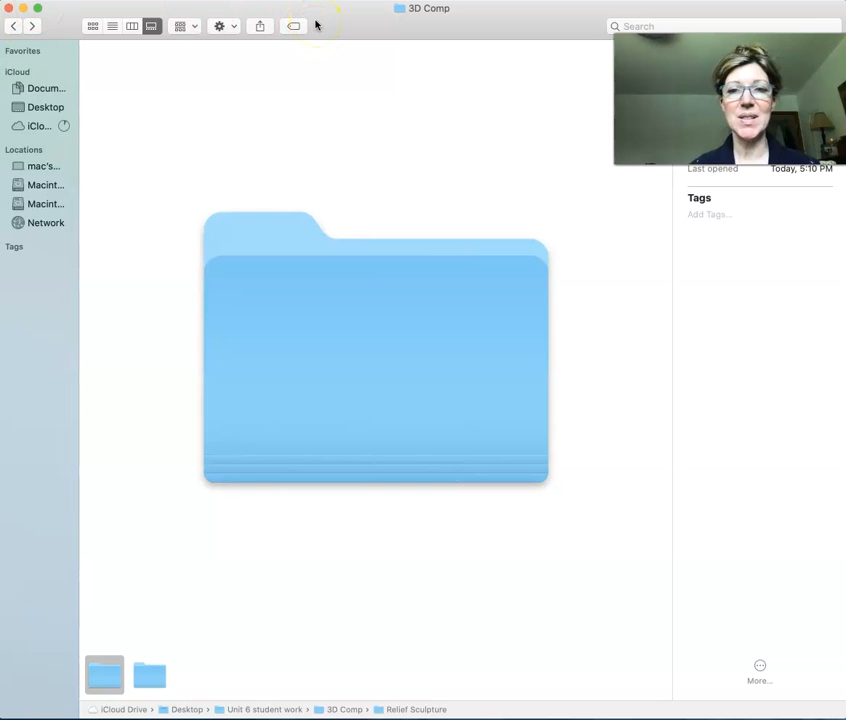 3D Comp
Search
Favorites
iCloud
Docum...
Desktop
iClo...
Locations
mac's...
Macint...
Macint...
Network
Tags
Last opened Today, 5:10 PM
Tags
Add Tags...
More...
iCloud Drive › Desktop › Unit 6 student work › 3D Comp › Relief Sculpture